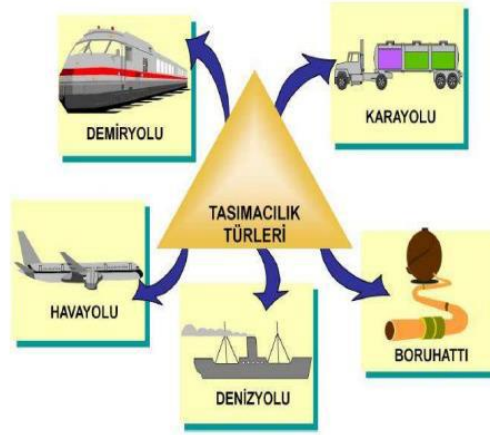 DEMİRYOLU
KARAYOLU
TASIMACILIK
TÜRLERİ
HAVAYOLU
DENİZYOLU
BORUHATTI